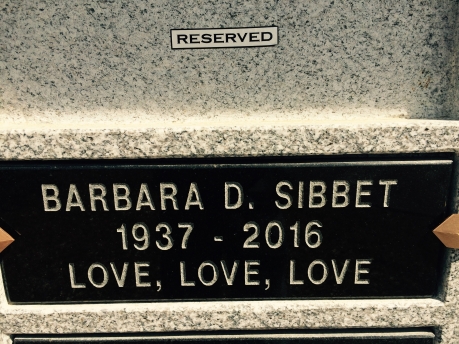 RESERVED
BARBARA D. SIBBET
1937 - 2016
LOVE, LOVE, LOVE